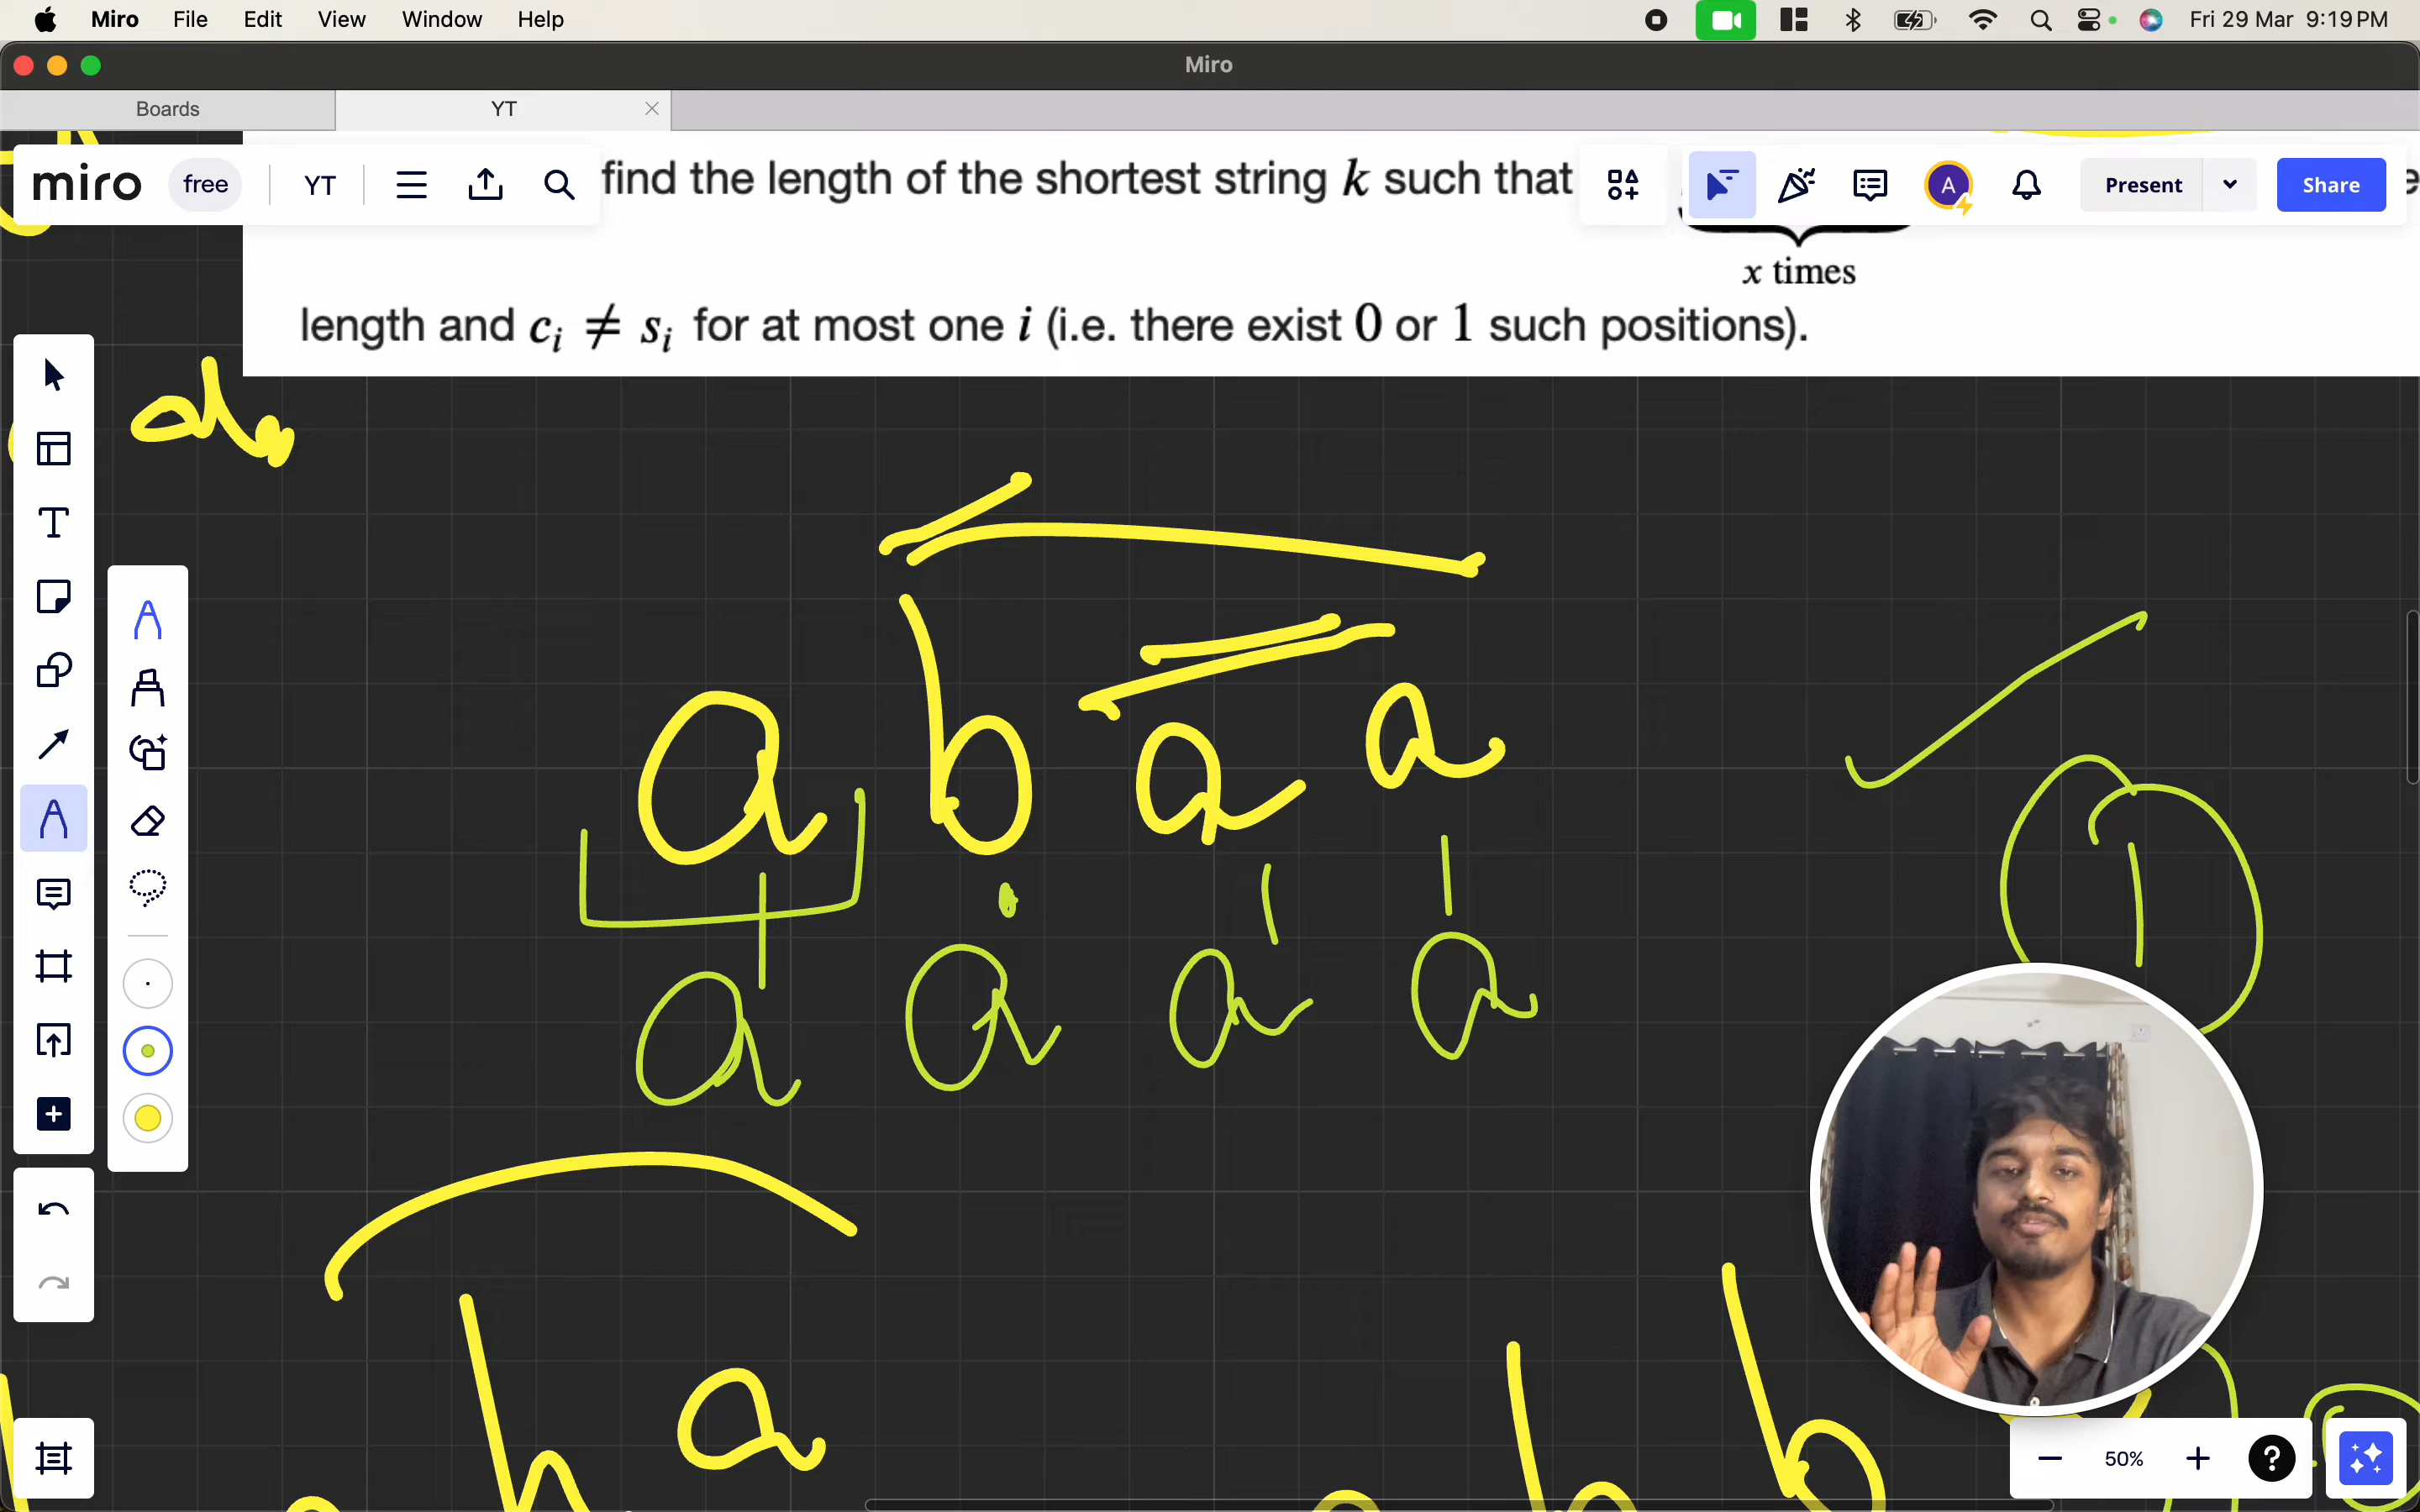 Miro File Edit View Window Help Fri 29 Mar 9:19 PM
Miro
Boards YT
miro free YT find the length of the shortest string k such that Present Share
x times
length and cᵢ ≠ sᵢ for at most one i (i.e. there exist 0 or 1 such positions).
T
a b a a
a a a a
1
a
b
b
50%
A
?